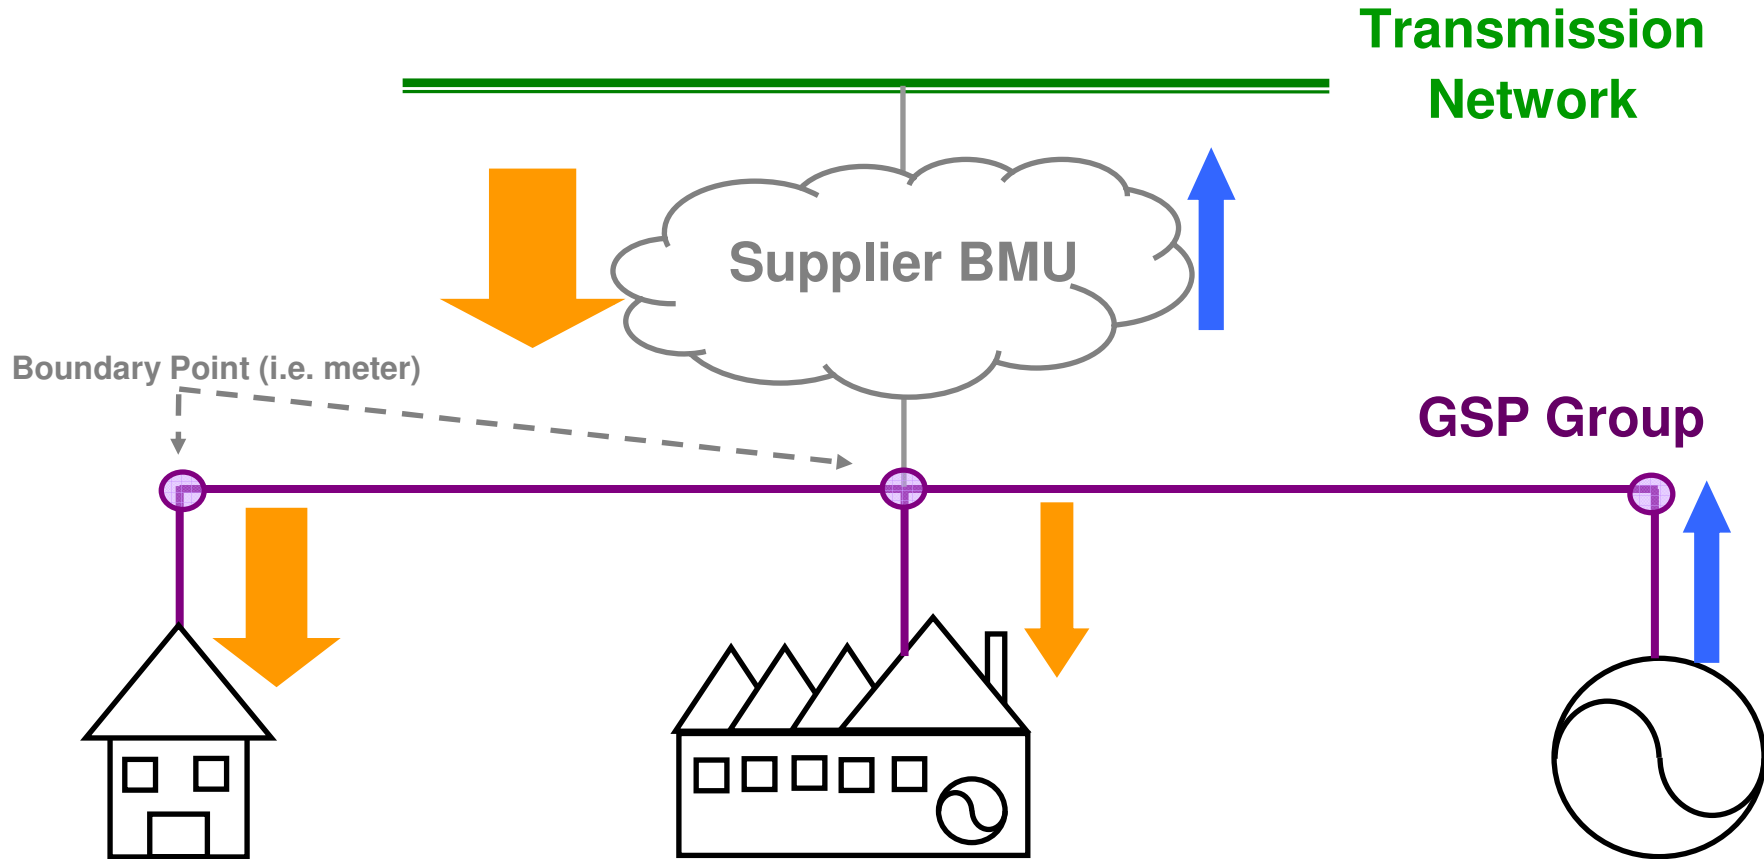 Transmission
Network
Supplier BMU
Boundary Point (i.e. meter)
GSP Group